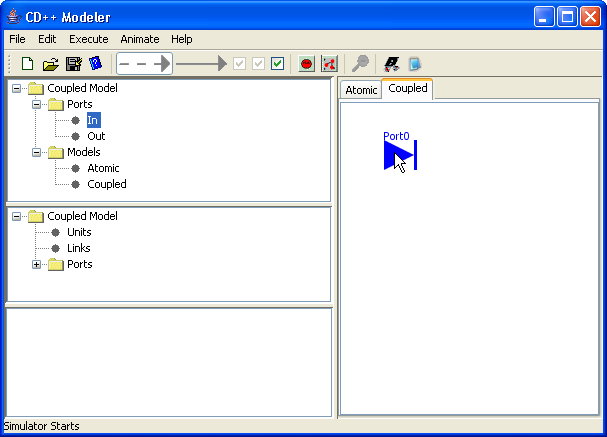 CD++ Modeler
File Edit Execute Animate Help
Coupled Model
Ports
In
Out
Models
Atomic
Coupled
Coupled Model
Units
Links
Ports
Atomic Coupled
Port0
Simulator Starts